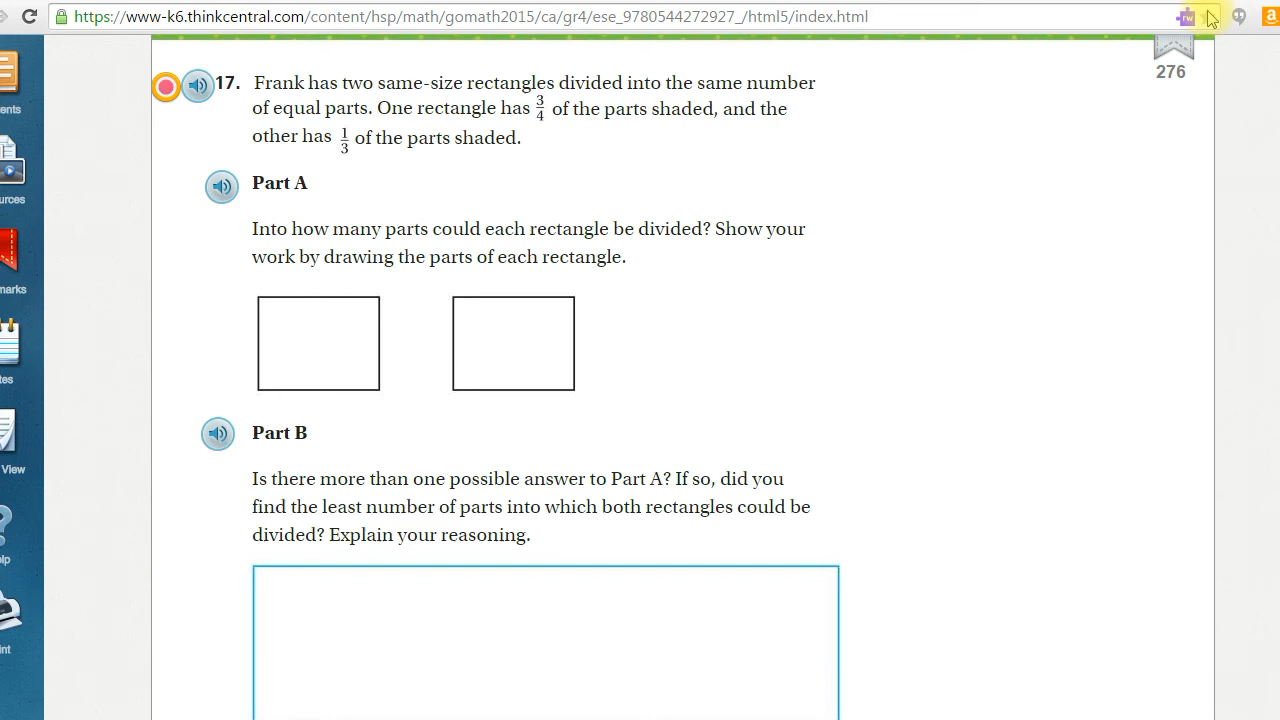 https://www-k6.thinkcentral.com/content/hsp/math/gomath2015/ca/gr4/ese_9780544272927_/html5/index.html
rw
276
17. Frank has two same-size rectangles divided into the same number
of equal parts. One rectangle has 3/4 of the parts shaded, and the
other has 1/3 of the parts shaded.
Part A
Into how many parts could each rectangle be divided? Show your
work by drawing the parts of each rectangle.
Part B
Is there more than one possible answer to Part A? If so, did you
find the least number of parts into which both rectangles could be
divided? Explain your reasoning.
ents
urces
marks
tes
View
lp
int